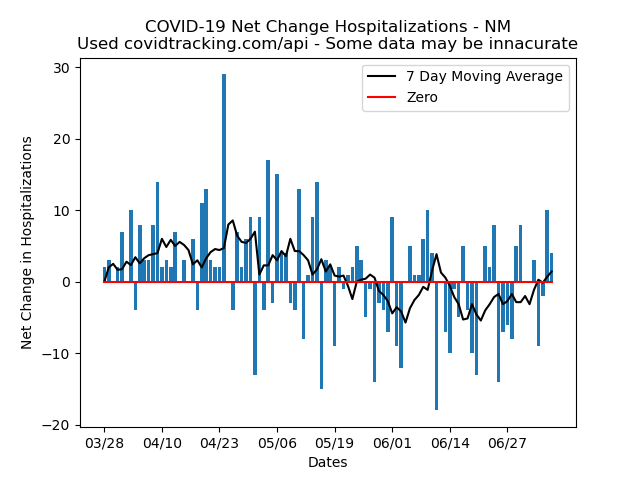 COVID-19 Net Change Hospitalizations - NM
Used covidtracking.com/api - Some data may be innacurate
7 Day Moving Average
Zero
Net Change in Hospitalizations
30
20
10
0
−10
−20
03/28 04/10 04/23 05/06 05/19 06/01 06/14 06/27
Dates